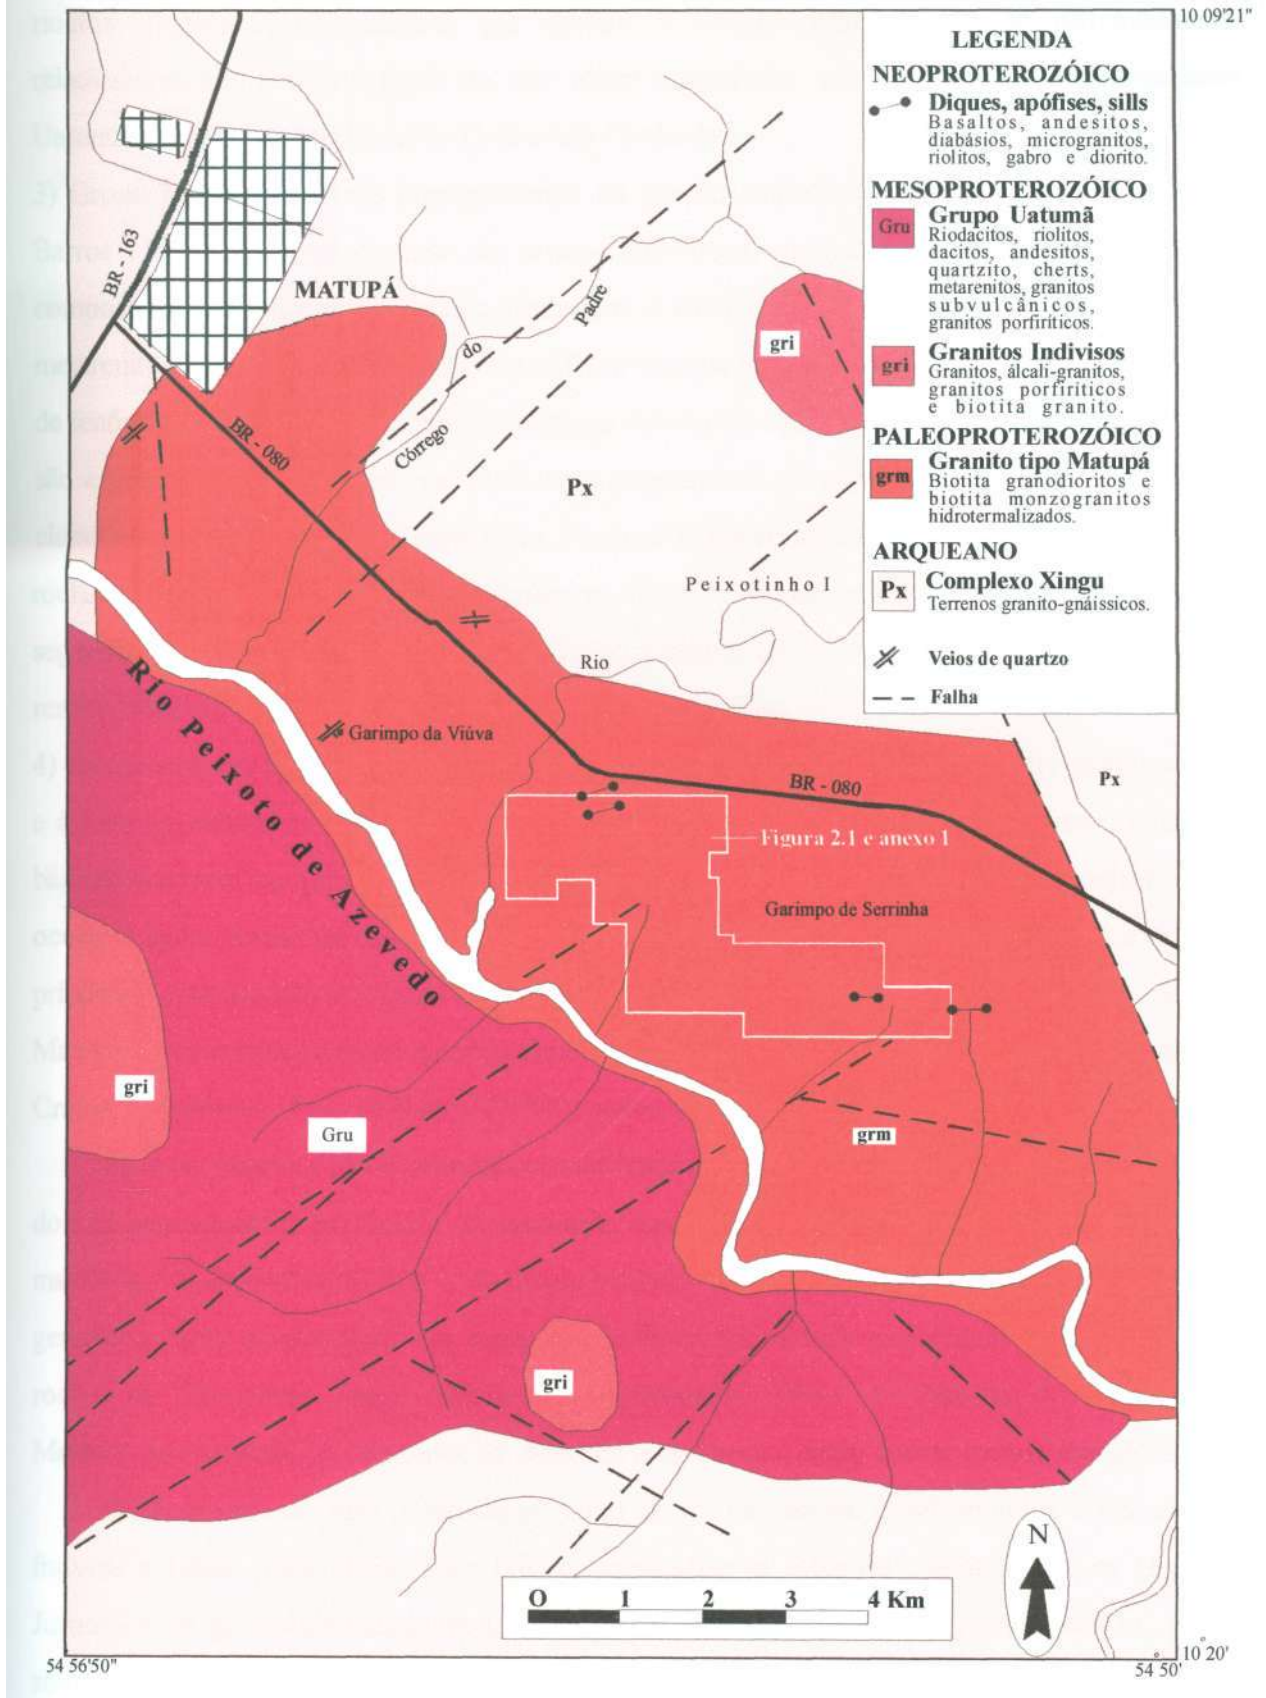 10 09'21"
LEGENDA
NEOPROTEROZÓICO
Diques, apófises, sills
Basaltos, andesitos,
diabásios, microgranitos,
riolitos, gabro e diorito.
MESOPROTEROZÓICO
Gru
Grupo Uatumã
Riodacitos, riolitos,
dacitos, andesitos,
quartzito, cherts,
metarenitos, granitos
subvulcânicos,
granitos porfiríticos.
gri
Granitos Indivisos
Granitos, álcali-granitos,
granitos porfiríticos
e biotita granito.
PALEOPROTEROZÓICO
grm
Granito tipo Matupá
Biotita granodioritos e
biotita monzogranitos
hidrotermalizados.
ARQUEANO
Px
Complexo Xingu
Terrenos granito-gnáissicos.
Veios de quartzo
Falha
BR - 163
MATUPÁ
Córrego
do
Padre
gri
BR - 080
Px
Peixotinho I
Rio
Rio Peixoto de Azevedo
Garimpo da Viúva
BR - 080
Px
Figura 2.1 e anexo 1
Garimpo de Serrinha
gri
Gru
grm
gri
N
O 1 2 3 4 Km
54 56'50"
54 50'
10°20'